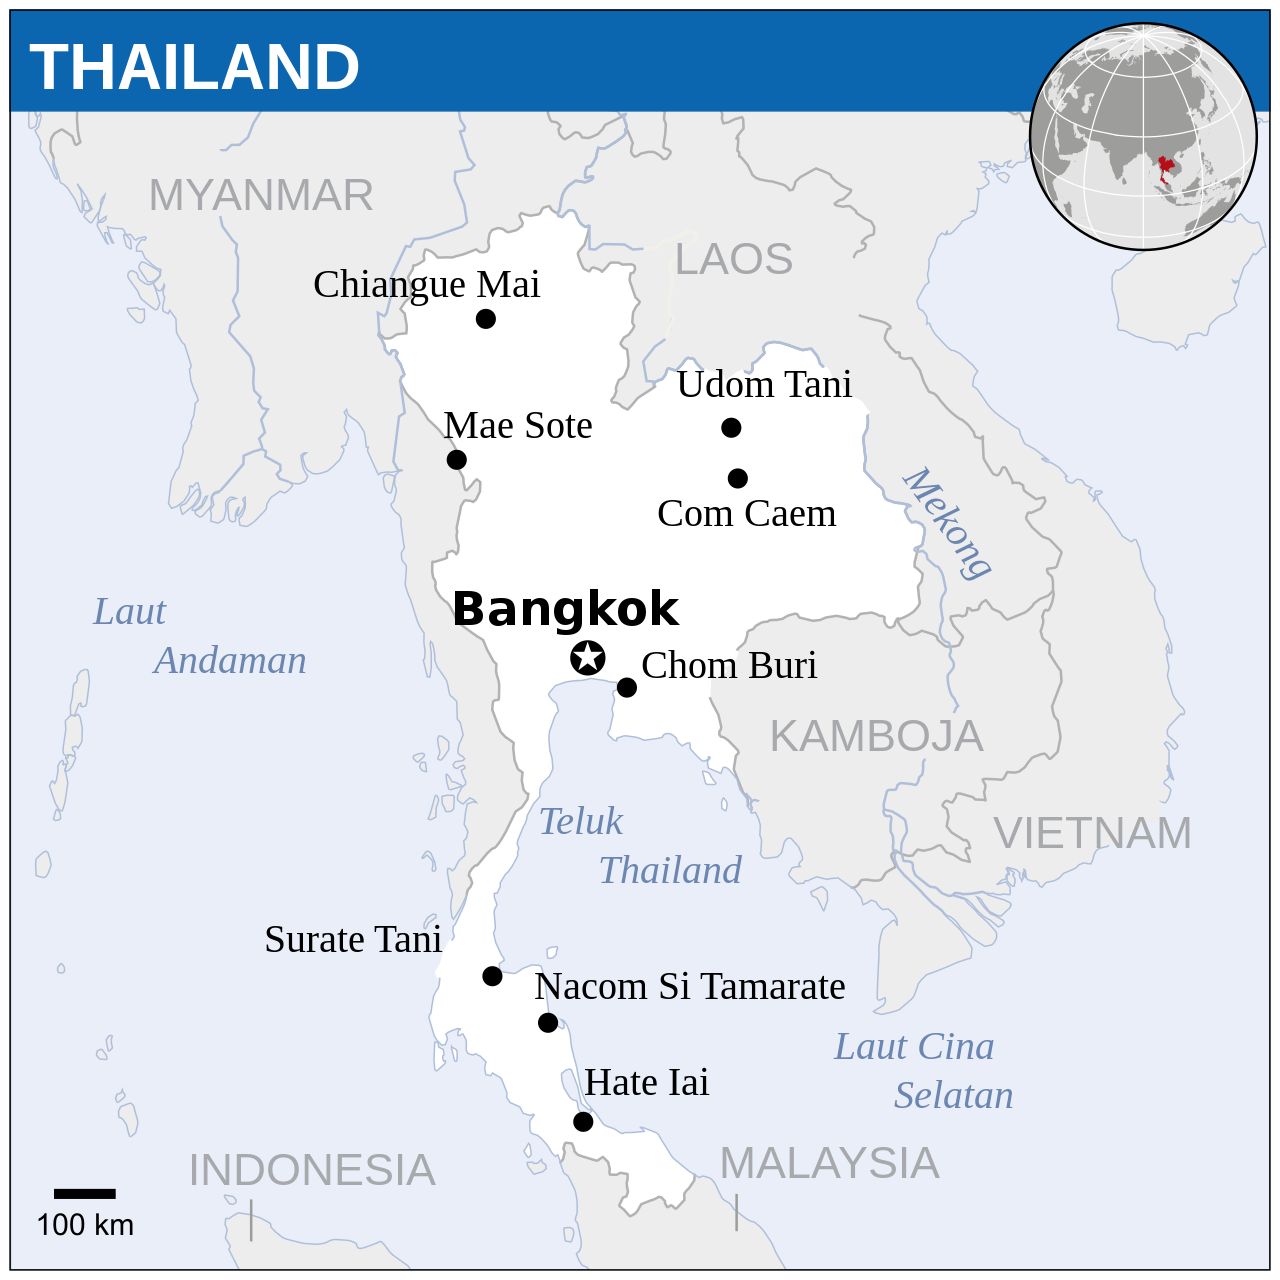 THAILAND
MYANMAR
LAOS
Chiangue Mai
Udom Tani
Mae Sote
Com Caem
Mekong
Bangkok
Laut
Andaman
Chom Buri
KAMBOJA
Teluk
Thailand
VIETNAM
Surate Tani
Nacom Si Tamarate
Laut Cina
Selatan
Hate Iai
INDONESIA
MALAYSIA
100 km